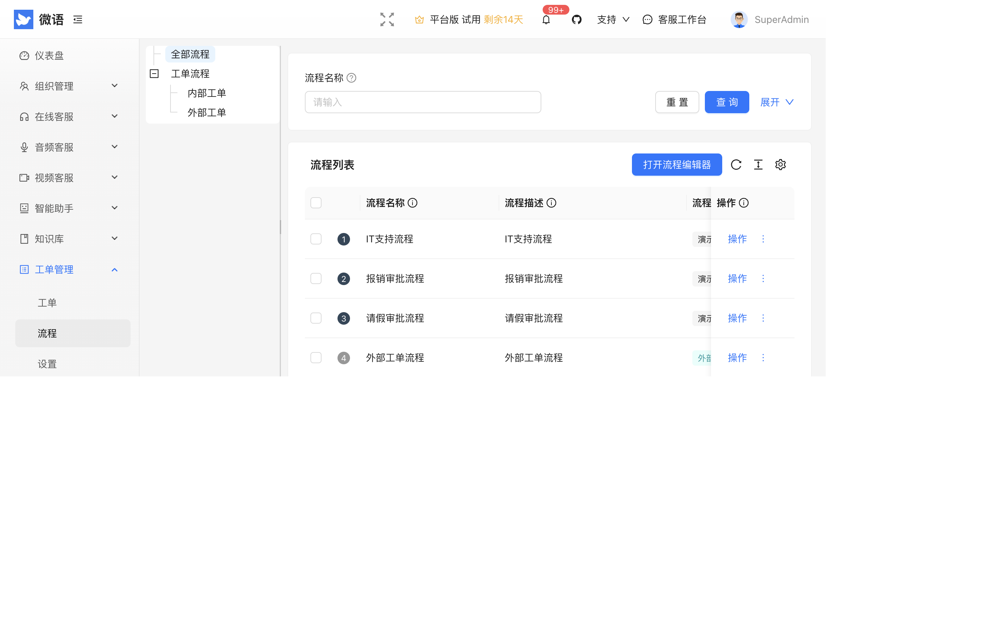 微语
平台版 试用 剩余14天
99+
支持
客服工作台
SuperAdmin
仪表盘
组织管理
在线客服
音频客服
视频客服
智能助手
知识库
工单管理
工单
流程
设置
全部流程
工单流程
内部工单
外部工单
流程名称
请输入
重 置
查 询
展开
流程列表
打开流程编辑器
流程名称 流程描述 流程 操作
1 IT支持流程 IT支持流程 演示 操作
2 报销审批流程 报销审批流程 演示 操作
3 请假审批流程 请假审批流程 演示 操作
4 外部工单流程 外部工单流程 外部 操作